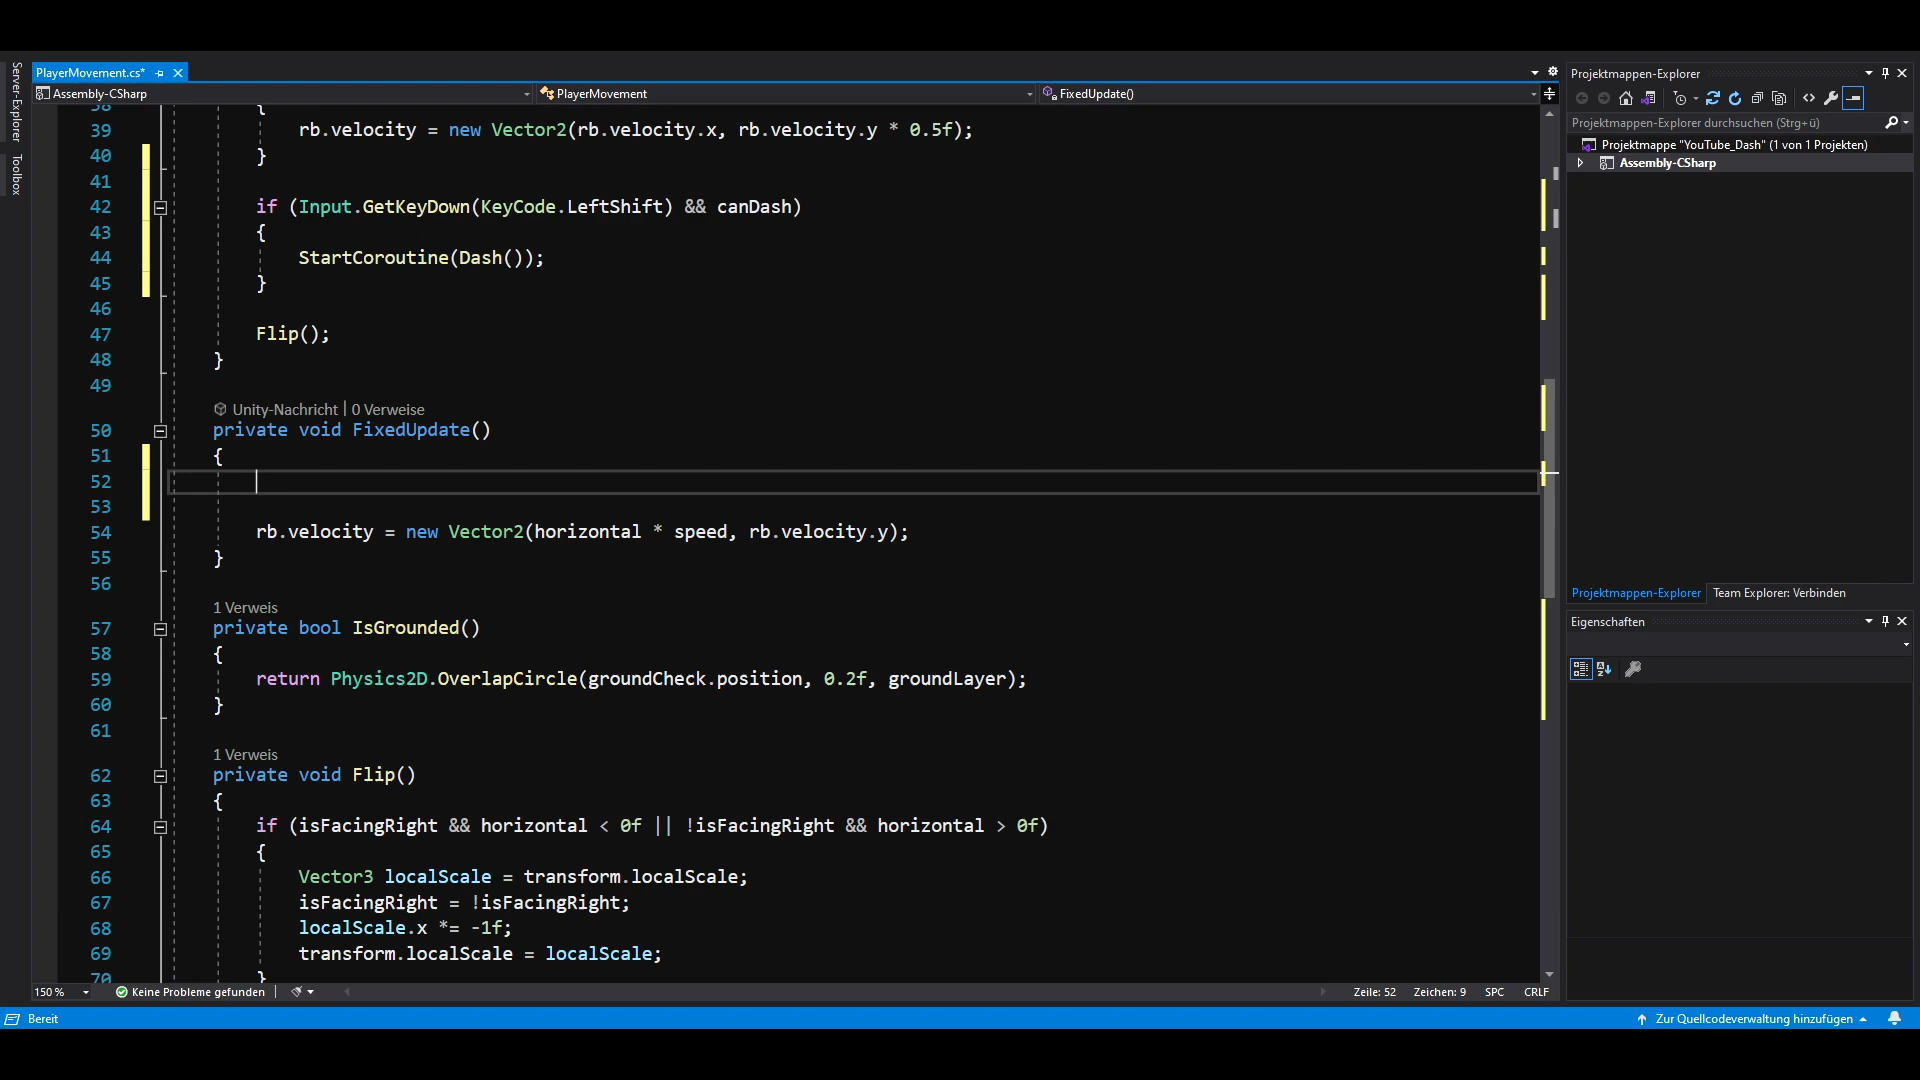 Server-Explorer
Toolbox
PlayerMovement.cs*
Assembly-CSharp
PlayerMovement
FixedUpdate()
38 {
39 rb.velocity = new Vector2(rb.velocity.x, rb.velocity.y * 0.5f);
40 }
41
42 if (Input.GetKeyDown(KeyCode.LeftShift) && canDash)
43 {
44 StartCoroutine(Dash());
45 }
46
47 Flip();
48 }
49
Unity-Nachricht | 0 Verweise
50 private void FixedUpdate()
51 {
52
53
54 rb.velocity = new Vector2(horizontal * speed, rb.velocity.y);
55 }
56
1 Verweis
57 private bool IsGrounded()
58 {
59 return Physics2D.OverlapCircle(groundCheck.position, 0.2f, groundLayer);
60 }
61
1 Verweis
62 private void Flip()
63 {
64 if (isFacingRight && horizontal < 0f || !isFacingRight && horizontal > 0f)
65 {
66 Vector3 localScale = transform.localScale;
67 isFacingRight = !isFacingRight;
68 localScale.x *= -1f;
69 transform.localScale = localScale;
70 }
150 %
Keine Probleme gefunden
Zeile: 52
Zeichen: 9
SPC
CRLF
Bereit
Zur Quellcodeverwaltung hinzufügen
Projektmappen-Explorer
Projektmappen-Explorer durchsuchen (Strg+ü)
Projektmappe "YouTube_Dash" (1 von 1 Projekten)
Assembly-CSharp
Projektmappen-Explorer
Team Explorer: Verbinden
Eigenschaften